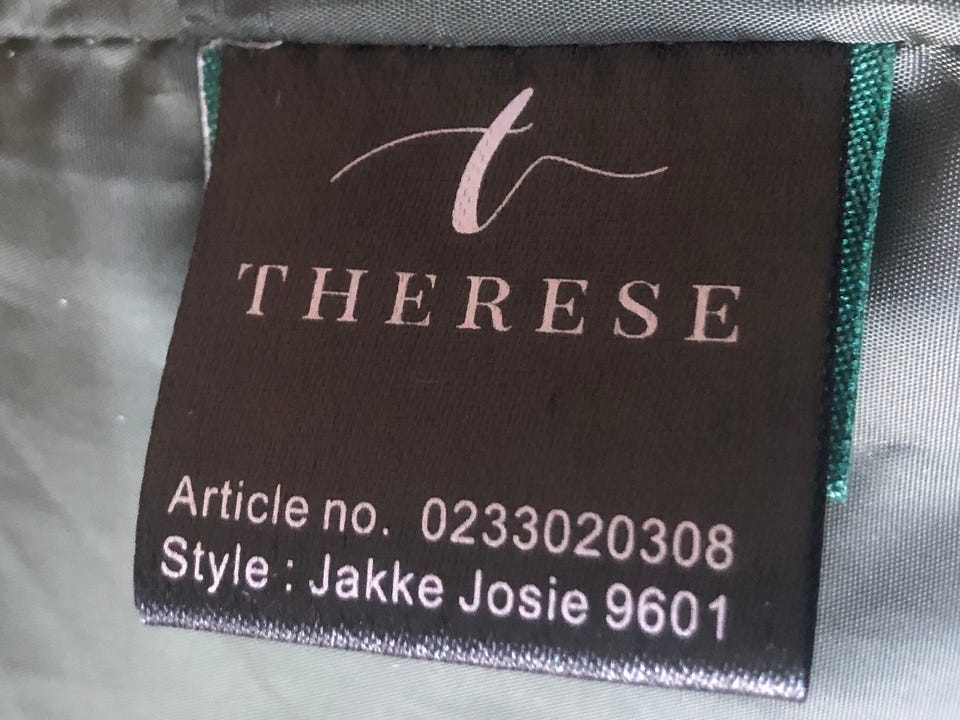 t
THERESE
Article no. 0233020308
Style : Jakke Josie 9601